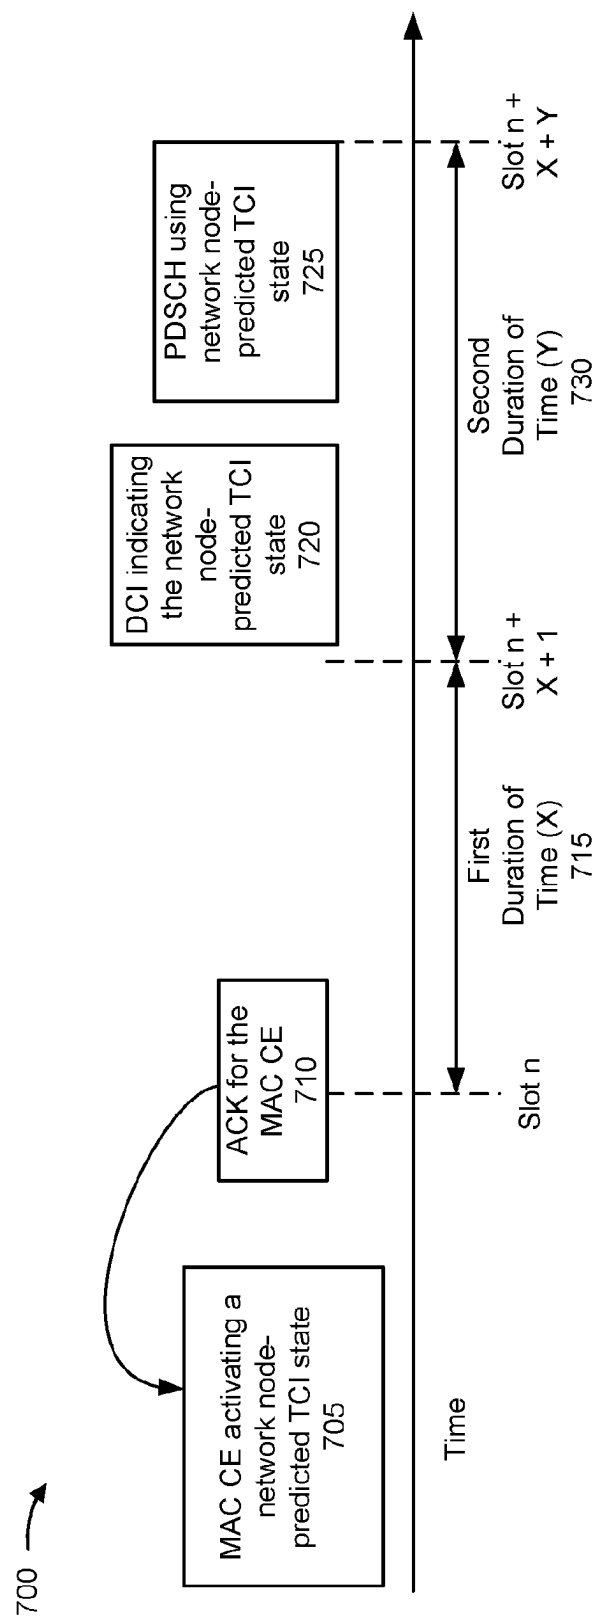 700
MAC CE activating a
network node-
predicted TCI state
705
ACK for the
MAC CE
710
DCI indicating
the network
node-
predicted TCI
state
720
PDSCH using
network node-
predicted TCI
state
725
Time
Slot n
First
Duration of
Time (X)
715
Slot n +
X + 1
Second
Duration of
Time (Y)
730
Slot n +
X + Y